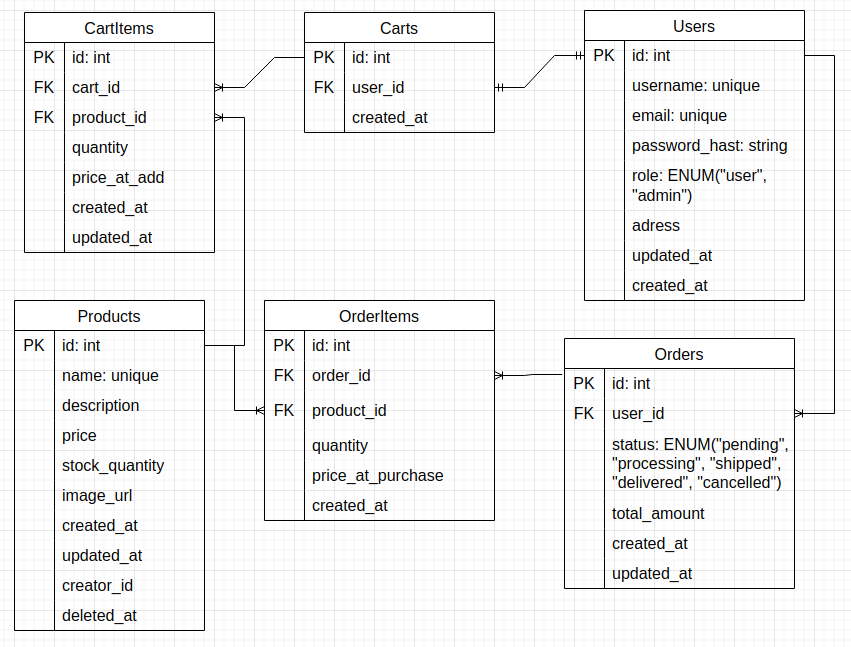 CartItems
PK id: int
FK cart_id
FK product_id
quantity
price_at_add
created_at
updated_at
Carts
PK id: int
FK user_id
created_at
Users
PK id: int
username: unique
email: unique
password_hast: string
role: ENUM("user",
"admin")
adress
updated_at
created_at
Products
PK id: int
name: unique
description
price
stock_quantity
image_url
created_at
updated_at
creator_id
deleted_at
OrderItems
PK id: int
FK order_id
FK product_id
quantity
price_at_purchase
created_at
Orders
PK id: int
FK user_id
status: ENUM("pending",
"processing", "shipped",
"delivered", "cancelled")
total_amount
created_at
updated_at